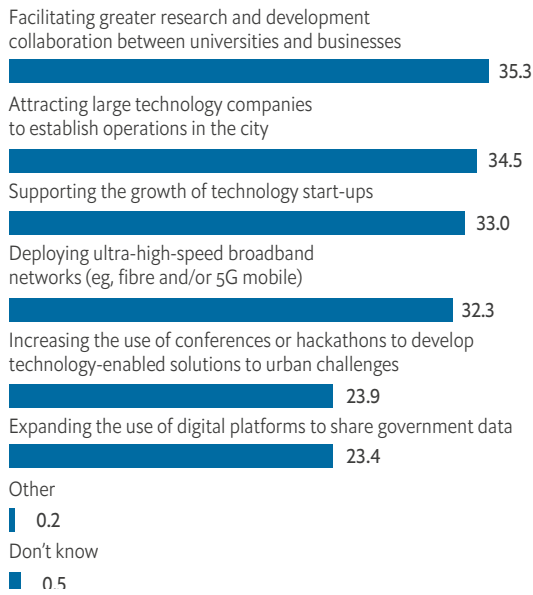 Facilitating greater research and development
collaboration between universities and businesses
35.3
Attracting large technology companies
to establish operations in the city
34.5
Supporting the growth of technology start-ups
33.0
Deploying ultra-high-speed broadband
networks (eg, fibre and/or 5G mobile)
32.3
Increasing the use of conferences or hackathons to develop
technology-enabled solutions to urban challenges
23.9
Expanding the use of digital platforms to share government data
23.4
Other
0.2
Don’t know
0.5